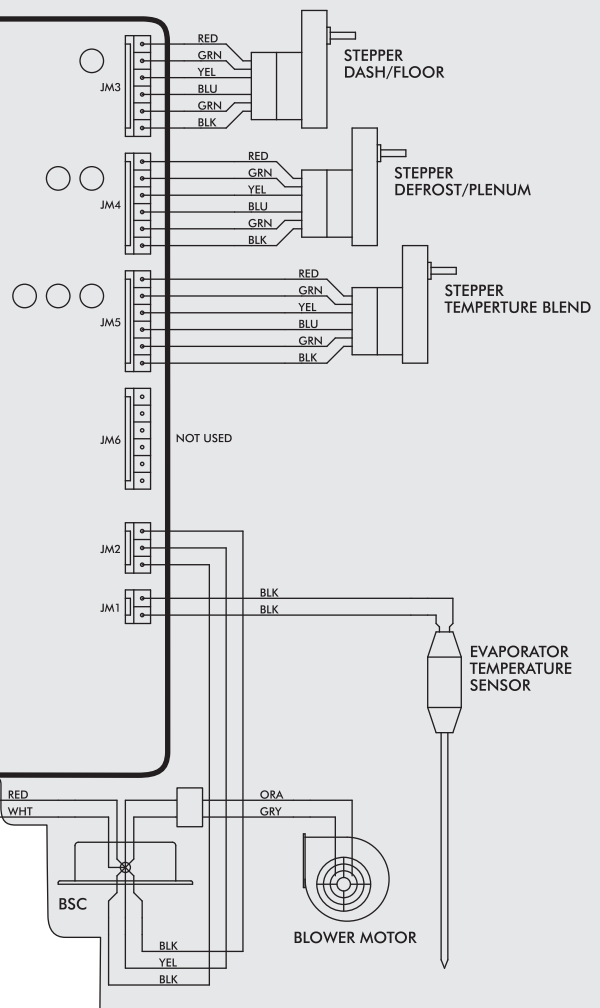 RED
GRN
YEL
BLU
GRN
BLK
JM3
STEPPER
DASH/FLOOR
RED
GRN
YEL
BLU
GRN
BLK
JM4
STEPPER
DEFROST/PLENUM
RED
GRN
YEL
BLU
GRN
BLK
JM5
STEPPER
TEMPERTURE BLEND
JM6
NOT USED
JM2
JM1
BLK
BLK
EVAPORATOR
TEMPERATURE
SENSOR
RED
WHT
ORA
GRY
BSC
BLOWER MOTOR
BLK
YEL
BLK